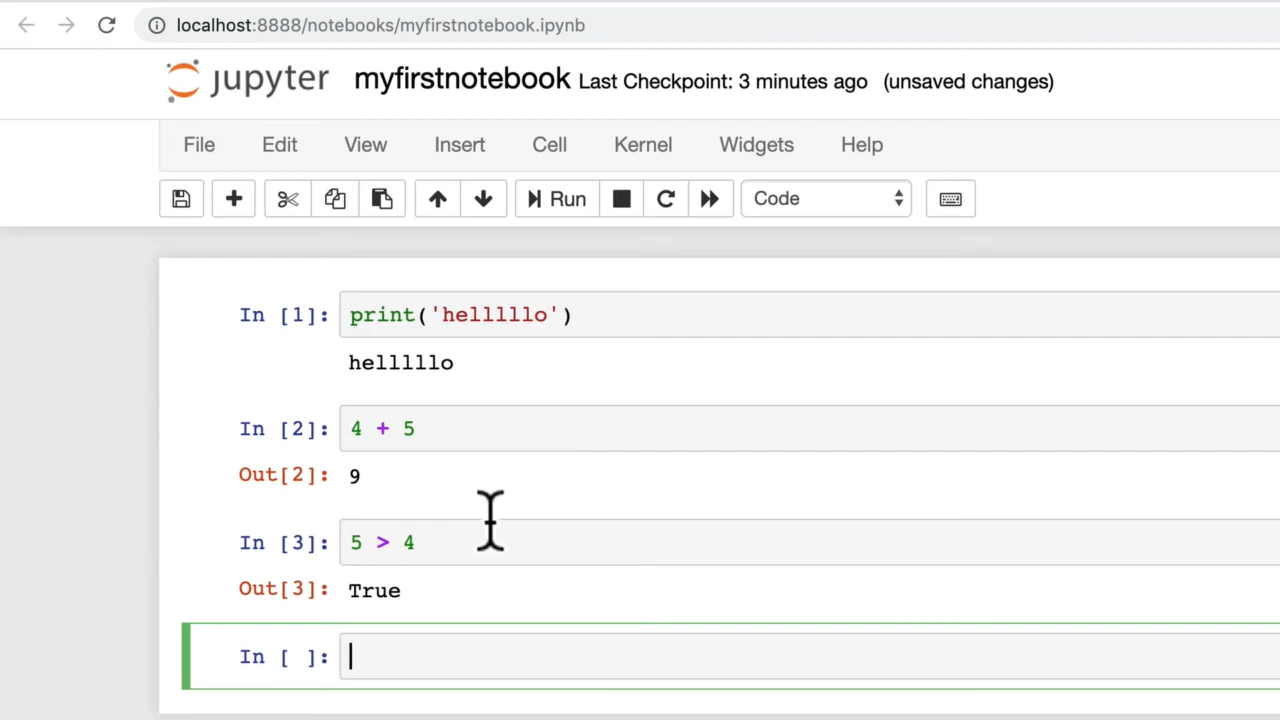 localhost:8888/notebooks/myfirstnotebook.ipynb
jupyter myfirstnotebook Last Checkpoint: 3 minutes ago (unsaved changes)
File Edit View Insert Cell Kernel Widgets Help
Run Code
In [1]: print('helllllo')
helllllo
In [2]: 4 + 5
Out[2]: 9
In [3]: 5 > 4
Out[3]: True
In [ ]: